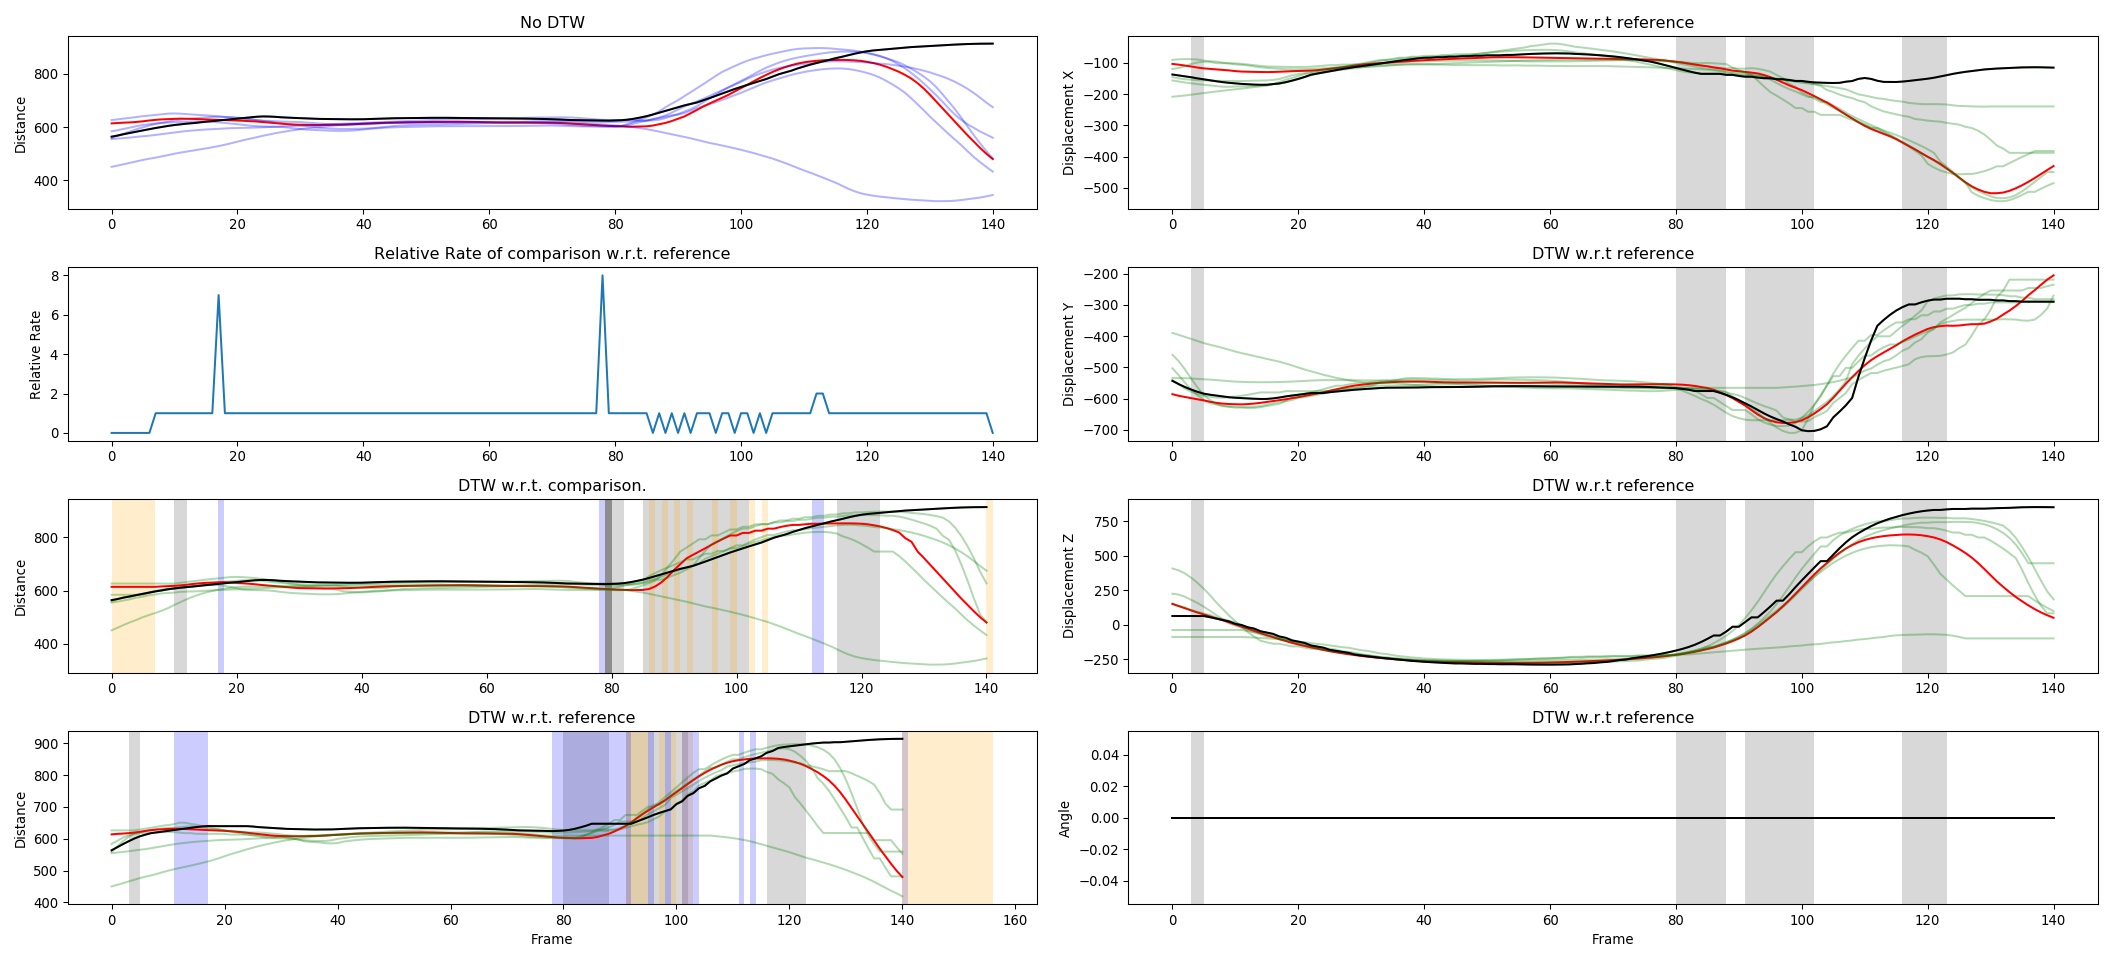 No DTW
Distance
800
600
400
0 20 40 60 80 100 120 140
Relative Rate of comparison w.r.t. reference
Relative Rate
8
6
4
2
0
0 20 40 60 80 100 120 140
DTW w.r.t. comparison.
Distance
800
600
400
0 20 40 60 80 100 120 140
DTW w.r.t. reference
Distance
900
800
700
600
500
400
0 20 40 60 80 100 120 140 160
Frame
DTW w.r.t reference
Displacement X
−100
−200
−300
−400
−500
0 20 40 60 80 100 120 140
DTW w.r.t reference
Displacement Y
−200
−300
−400
−500
−600
−700
0 20 40 60 80 100 120 140
DTW w.r.t reference
Displacement Z
750
500
250
0
−250
0 20 40 60 80 100 120 140
DTW w.r.t reference
Angle
0.04
0.02
0.00
−0.02
−0.04
0 20 40 60 80 100 120 140
Frame